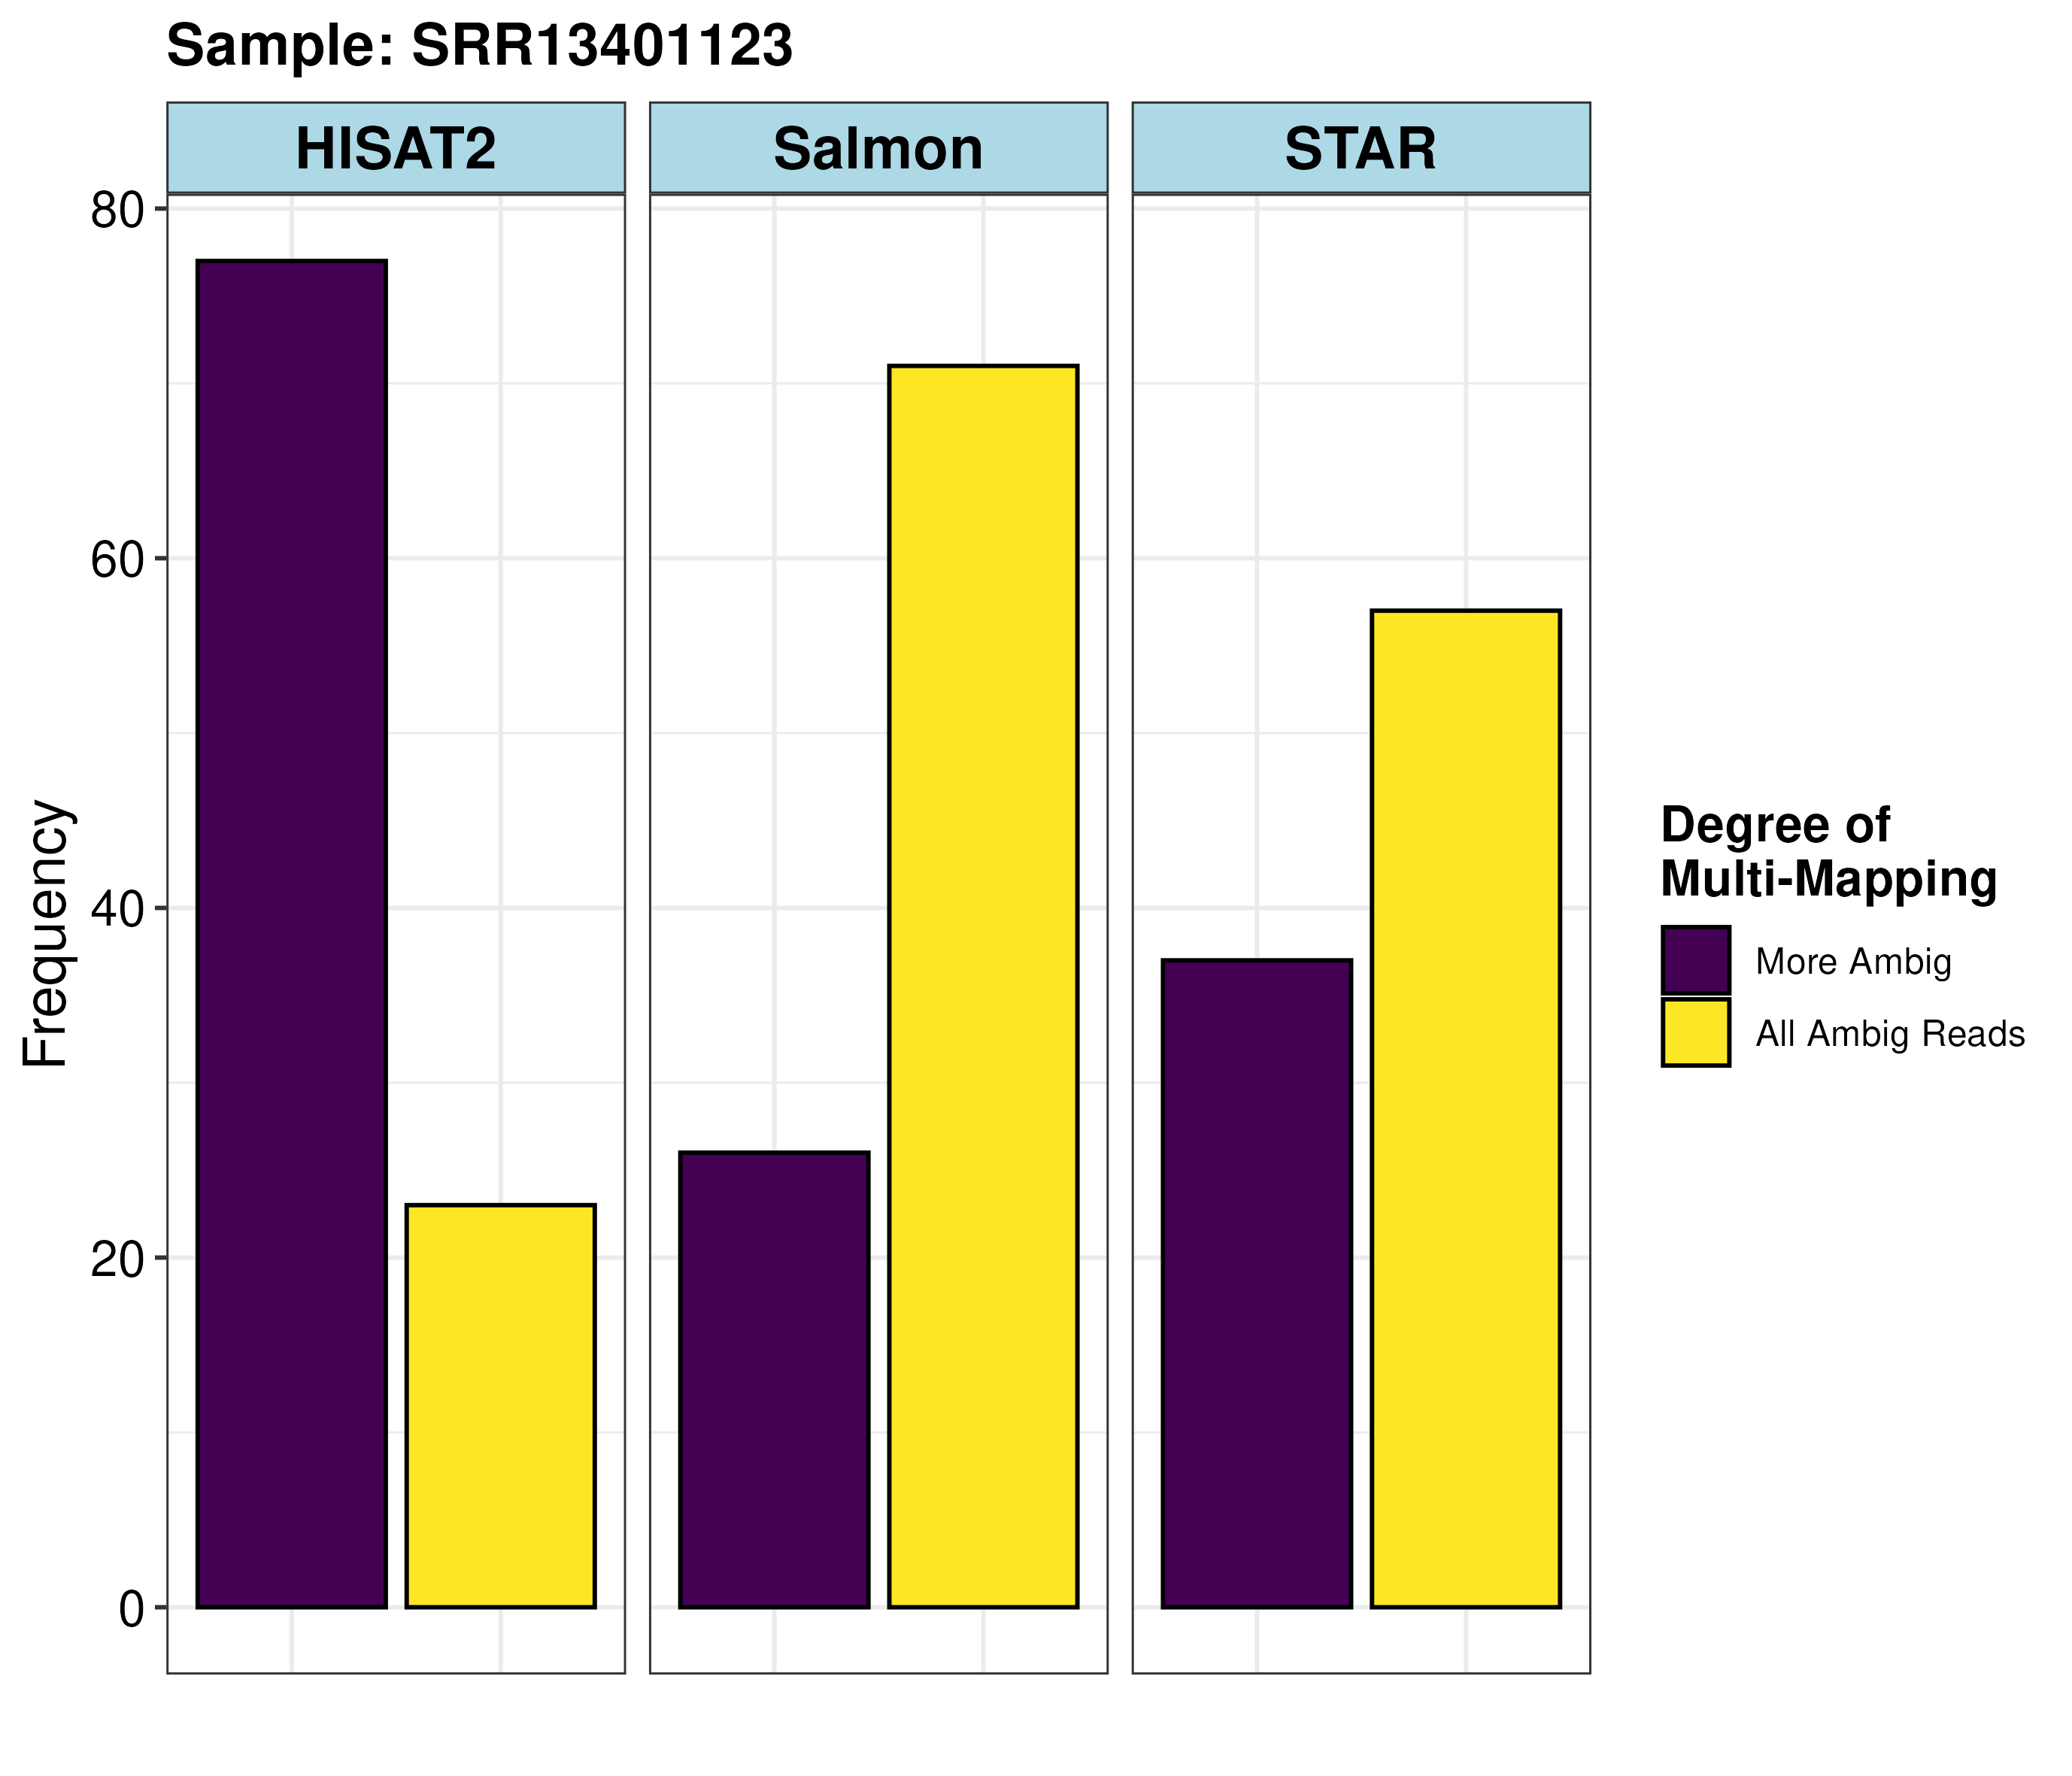 Sample: SRR13401123
HISAT2
Salmon
STAR
80
60
40
20
0
Frequency
Degree of
Multi-Mapping
More Ambig
All Ambig Reads